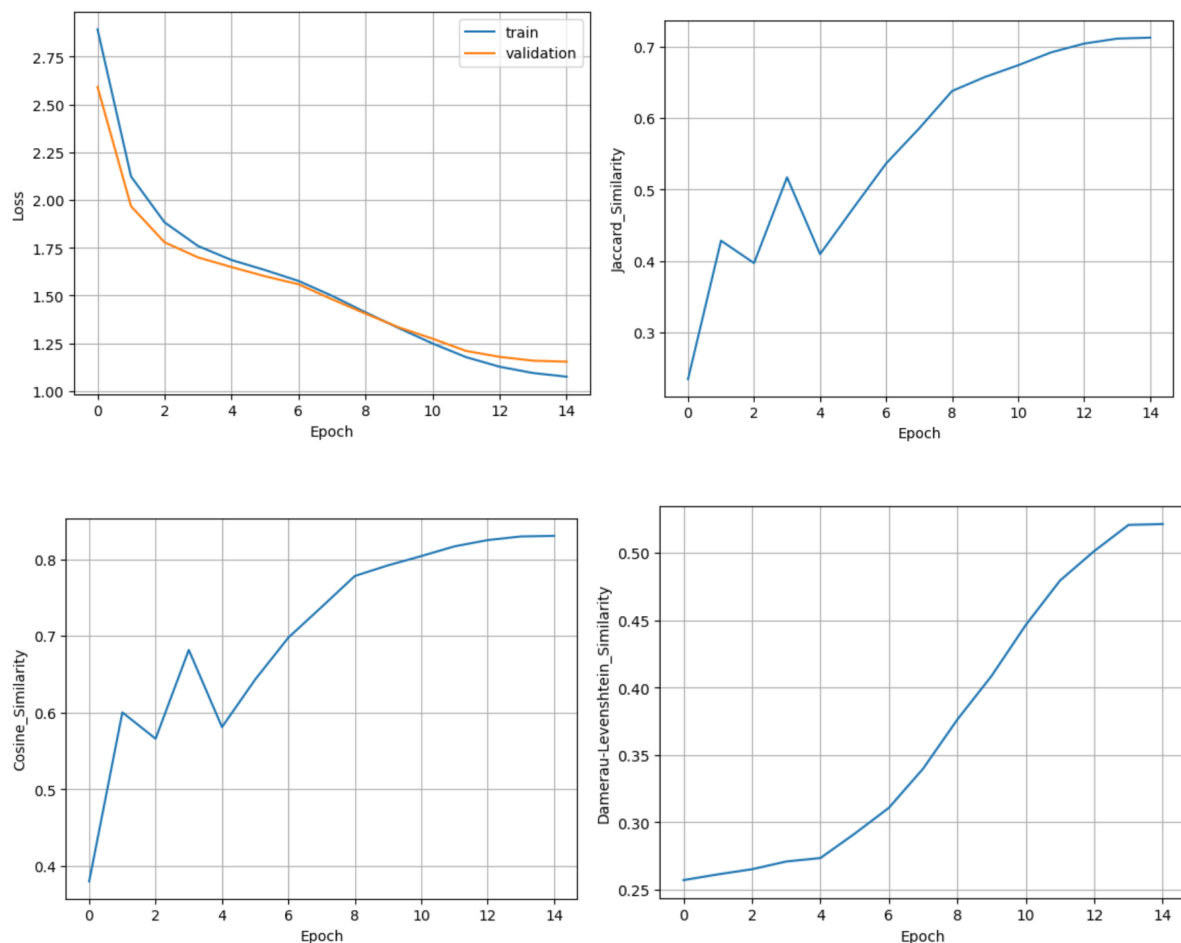 train
validation
2.75
2.50
2.25
2.00
1.75
1.50
1.25
1.00
Loss
0 2 4 6 8 10 12 14
Epoch
0.7
0.6
0.5
0.4
0.3
Jaccard_Similarity
0 2 4 6 8 10 12 14
Epoch
0.8
0.7
0.6
0.5
0.4
Cosine_Similarity
0 2 4 6 8 10 12 14
Epoch
0.50
0.45
0.40
0.35
0.30
0.25
Damerau-Levenshtein_Similarity
0 2 4 6 8 10 12 14
Epoch